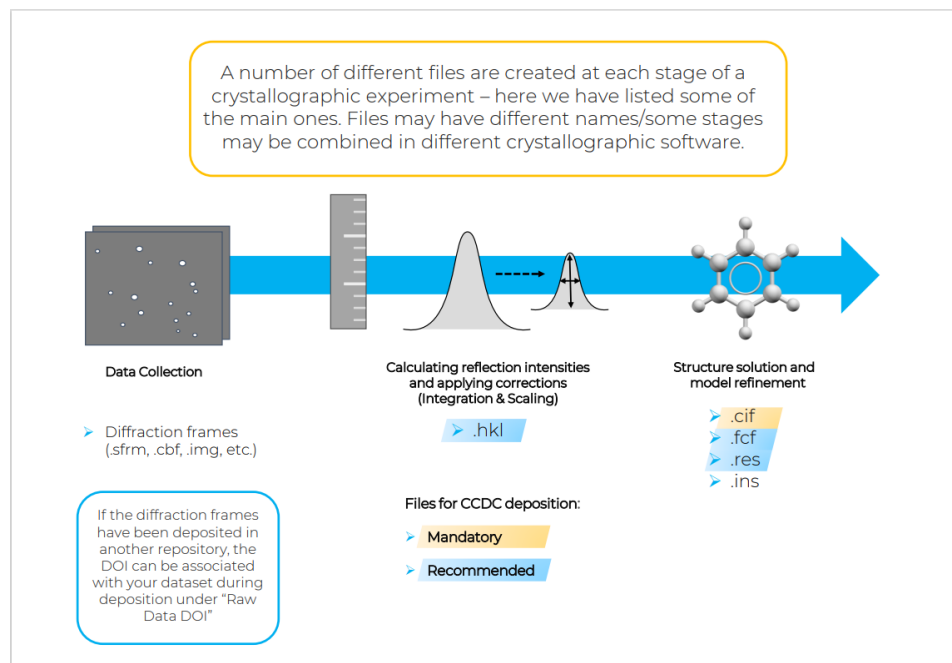 A number of different files are created at each stage of a
crystallographic experiment – here we have listed some of
the main ones. Files may have different names/some stages
may be combined in different crystallographic software.
Data Collection
Diffraction frames
(.sfrm, .cbf, .img, etc.)
If the diffraction frames
have been deposited in
another repository, the
DOI can be associated
with your dataset during
deposition under “Raw
Data DOI”
Calculating reflection intensities
and applying corrections
(Integration & Scaling)
.hkl
Files for CCDC deposition:
Mandatory
Recommended
Structure solution and
model refinement
.cif
.fcf
.res
.ins